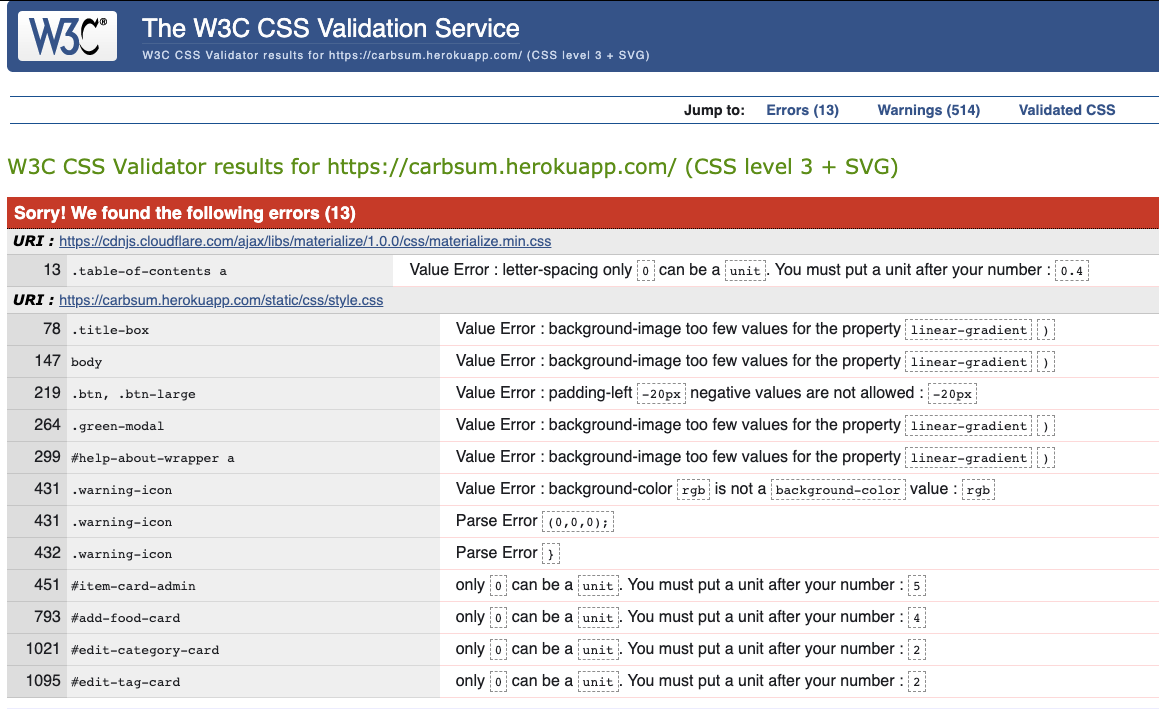 W3C®
The W3C CSS Validation Service
W3C CSS Validator results for https://carbsum.herokuapp.com/ (CSS level 3 + SVG)
Jump to: Errors (13) Warnings (514) Validated CSS
W3C CSS Validator results for https://carbsum.herokuapp.com/ (CSS level 3 + SVG)
Sorry! We found the following errors (13)
URI : https://cdnjs.cloudflare.com/ajax/libs/materialize/1.0.0/css/materialize.min.css
13 .table-of-contents a Value Error : letter-spacing only 0 can be a unit. You must put a unit after your number : 0.4
URI : https://carbsum.herokuapp.com/static/css/style.css
78 .title-box Value Error : background-image too few values for the property linear-gradient )
147 body Value Error : background-image too few values for the property linear-gradient )
219 .btn, .btn-large Value Error : padding-left -20px negative values are not allowed : -20px
264 .green-modal Value Error : background-image too few values for the property linear-gradient )
299 #help-about-wrapper a Value Error : background-image too few values for the property linear-gradient )
431 .warning-icon Value Error : background-color rgb is not a background-color value : rgb
431 .warning-icon Parse Error (0,0,0);
432 .warning-icon Parse Error }
451 #item-card-admin only 0 can be a unit. You must put a unit after your number : 5
793 #add-food-card only 0 can be a unit. You must put a unit after your number : 4
1021 #edit-category-card only 0 can be a unit. You must put a unit after your number : 2
1095 #edit-tag-card only 0 can be a unit. You must put a unit after your number : 2